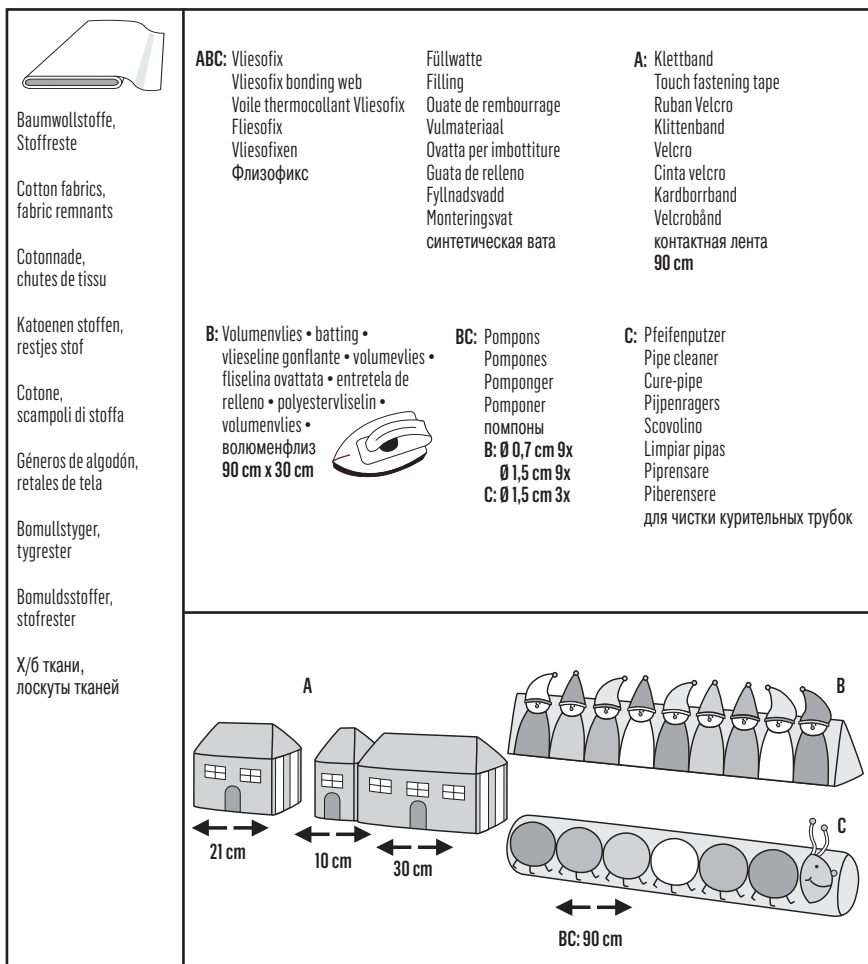 Baumwollstoffe,
Stoffreste
Cotton fabrics,
fabric remnants
Cotonnade,
chutes de tissu
Katoenen stoffen,
restjes stof
Cotone,
scampoli di stoffa
Géneros de algodón,
retales de tela
Bomullstyger,
tygrester
Bomuldsstoffer,
stofrester
Х/б ткани,
лоскуты тканей
ABC: Vliesofix
Vliesofix bonding web
Voile thermocollant Vliesofix
Fliesofix
Vliesofixen
Флизофикс
Füllwatte
Filling
Ouate de rembourrage
Vulmateriaal
Ovatta per imbottiture
Guata de relleno
Fyllnadsvadd
Monteringsvat
синтетическая вата
A: Klettband
Touch fastening tape
Ruban Velcro
Klittenband
Velcro
Cinta velcro
Kardborrband
Velcrobånd
контактная лента
90 cm
B: Volumenvlies • batting •
vlieseline gonflante • volumevlies •
fliselina ovattata • entretela de
relleno • polyestervliselin •
volumenvlies •
волюменфлиз
90 cm x 30 cm
BC: Pompons
Pompones
Pomponger
Pomponer
помпоны
B: Ø 0,7 cm 9x
Ø 1,5 cm 9x
C: Ø 1,5 cm 3x
C: Pfeifenputzer
Pipe cleaner
Cure-pipe
Pijpenragers
Scovolino
Limpiar pipas
Piprensare
Piberensere
для чистки курительных трубок
A
21 cm
10 cm
30 cm
B
C
BC: 90 cm